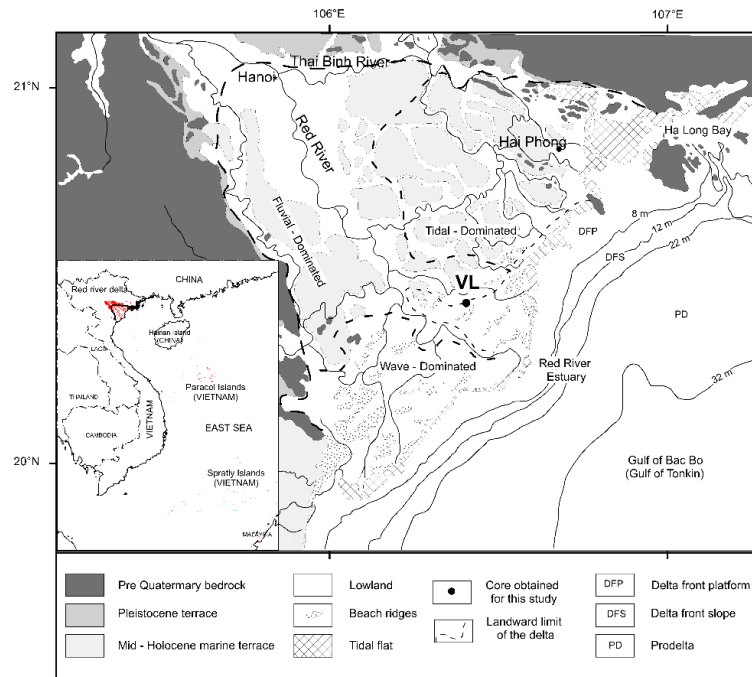 106°E
107°E
21°N
20°N
Thai Binh River
Hanoi
Red River
Hai Phong
Ha Long Bay
Fluvial - Dominated
Tidal - Dominated
DFP
8 m
12 m
22 m
DFS
VL
PD
Wave - Dominated
Red River
Estuary
32 m
Gulf of Bac Bo
(Gulf of Tonkin)
CHINA
Red river delta
Hainan Island
(CHINA)
LAOS
Paracel Islands
(VIETNAM)
THAILAND
VIETNAM
EAST SEA
CAMBODIA
Spratly Islands
(VIETNAM)
MALAYSIA
Pre Quaternary bedrock
Pleistocene terrace
Mid - Holocene marine terrace
Lowland
Beach ridges
Tidal flat
Core obtained
for this study
Landward limit
of the delta
DFP Delta front platform
DFS Delta front slope
PD Prodelta